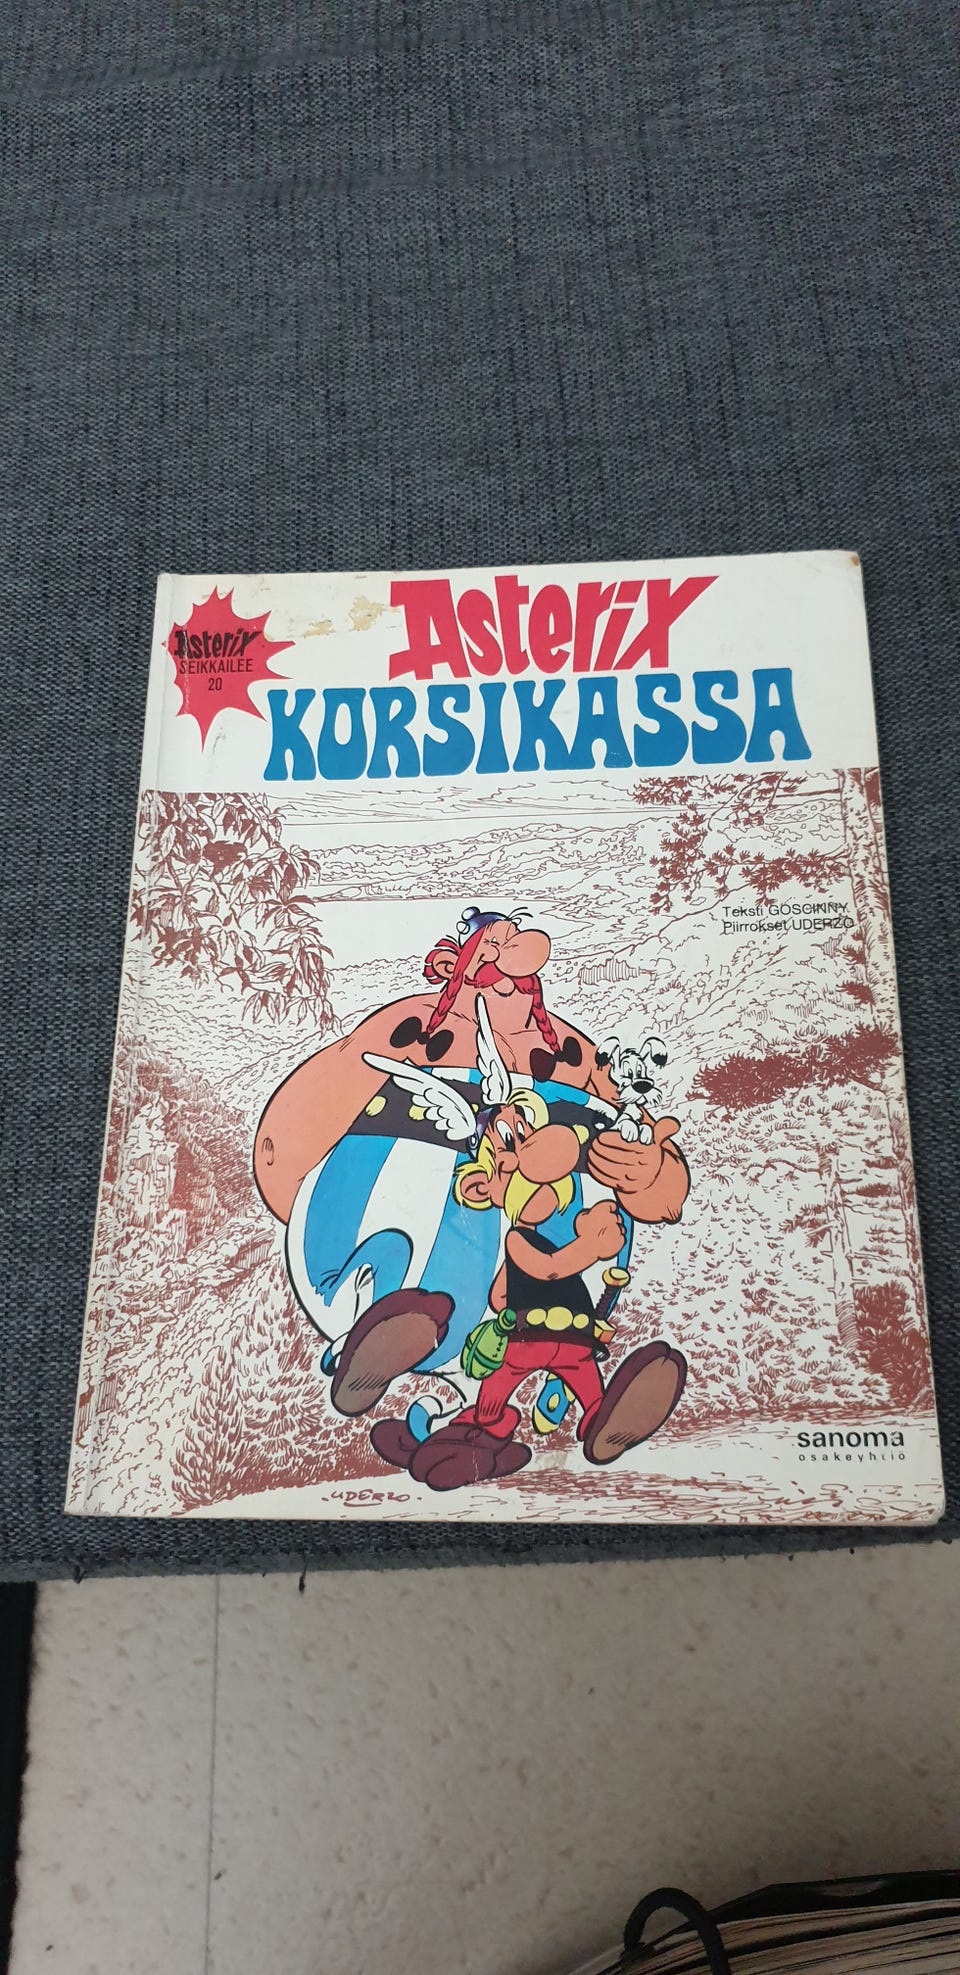 Asterix
SEIKKAILEE
20
Asterix
KORSIKASSA
Teksti GOSCINNY
Piirrokset UDERZO
sanoma
osakeyhtiö
·UDERZO·